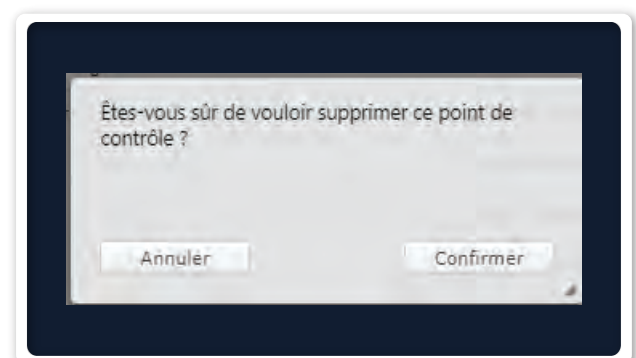 Êtes-vous sûr de vouloir supprimer ce point de
contrôle ?
Annuler
Confirmer